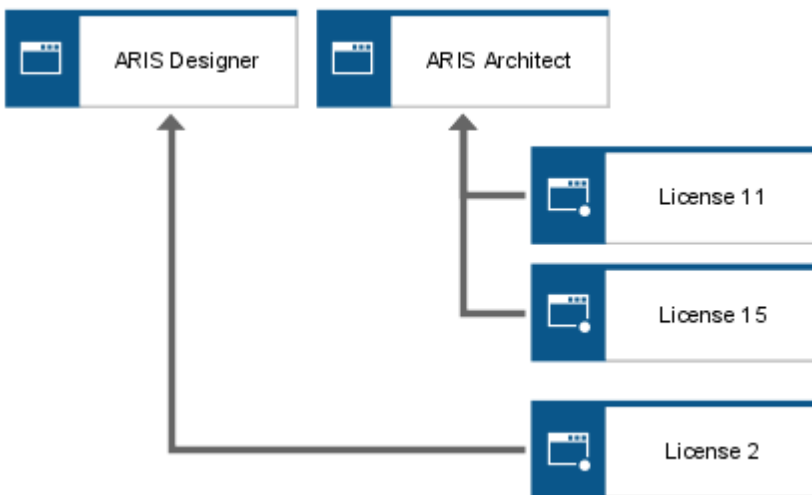 ARIS Designer
ARIS Architect
License 11
License 15
License 2